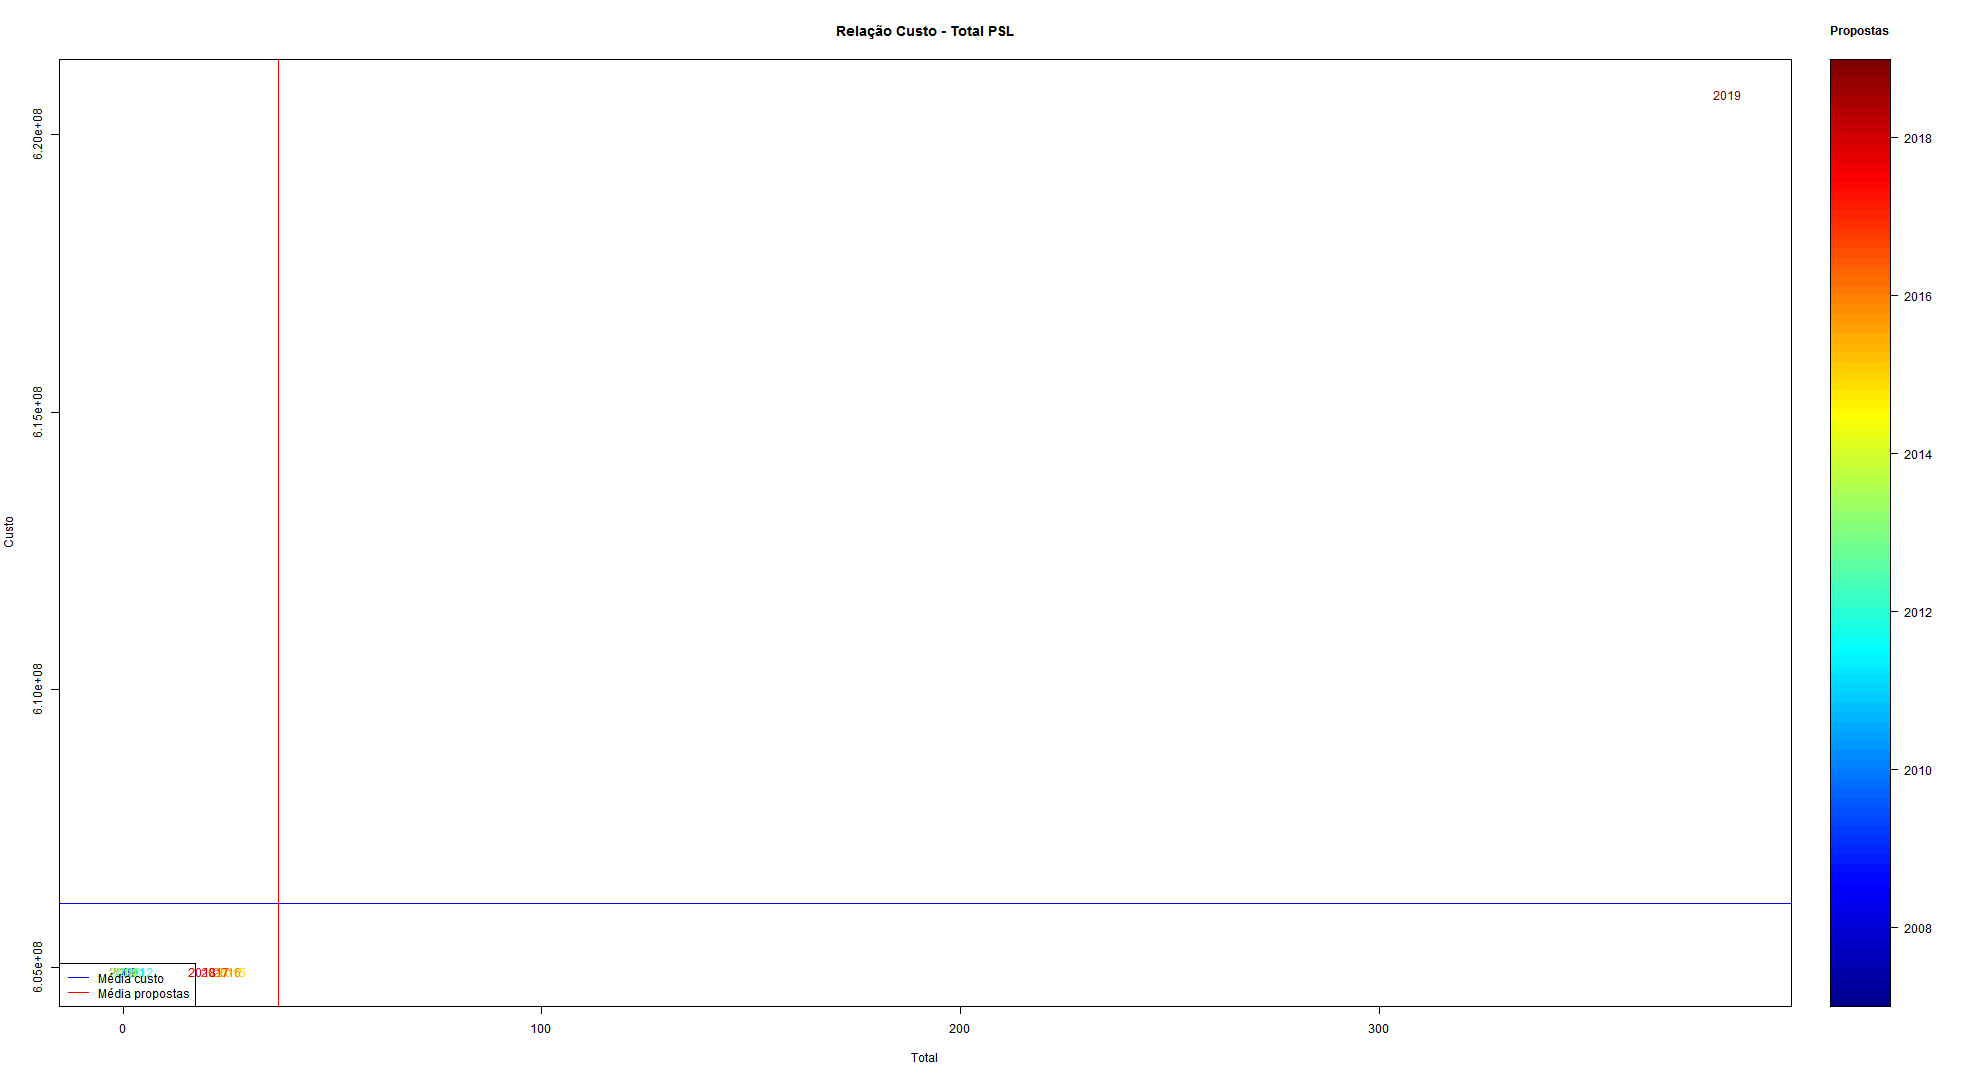 Relação Custo - Total PSL
Propostas
2019
6.20e+08
6.15e+08
6.10e+08
6.05e+08
Custo
2018
2016
2014
2012
2010
2008
Média custo
Média propostas
0
100
200
300
Total